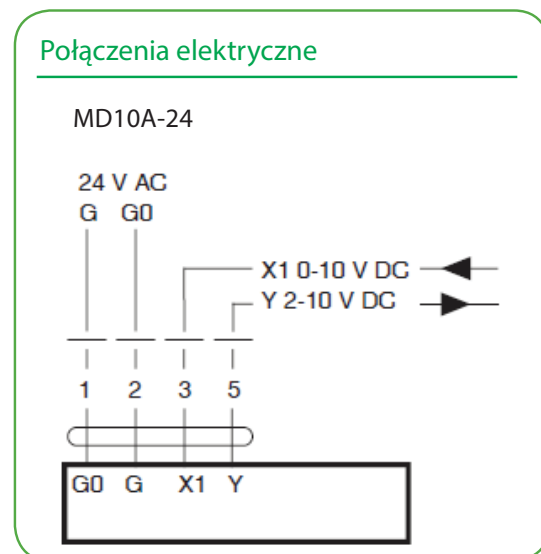 Połączenia elektryczne
MD10A-24
24 V AC
G G0
X1 0-10 V DC
Y 2-10 V DC
1 2 3 5
G0 G X1 Y